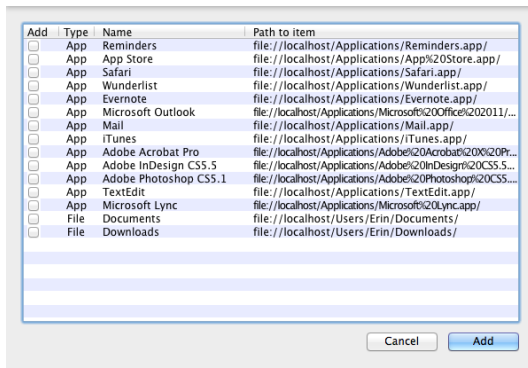 Add Type Name Path to item
App Reminders file://localhost/Applications/Reminders.app/
App App Store file://localhost/Applications/App%20Store.app/
App Safari file://localhost/Applications/Safari.app/
App Wunderlist file://localhost/Applications/Wunderlist.app/
App Evernote file://localhost/Applications/Evernote.app/
App Microsoft Outlook file://localhost/Applications/Microsoft%20Office%202011/...
App Mail file://localhost/Applications/Mail.app/
App iTunes file://localhost/Applications/iTunes.app/
App Adobe Acrobat Pro file://localhost/Applications/Adobe%20Acrobat%20X%20Pr...
App Adobe InDesign CS5.5 file://localhost/Applications/Adobe%20InDesign%20CS5.5...
App Adobe Photoshop CS5.1 file://localhost/Applications/Adobe%20Photoshop%20CS5....
App TextEdit file://localhost/Applications/TextEdit.app/
App Microsoft Lync file://localhost/Applications/Microsoft%20Lync.app/
File Documents file://localhost/Users/Erin/Documents/
File Downloads file://localhost/Users/Erin/Downloads/
Cancel Add